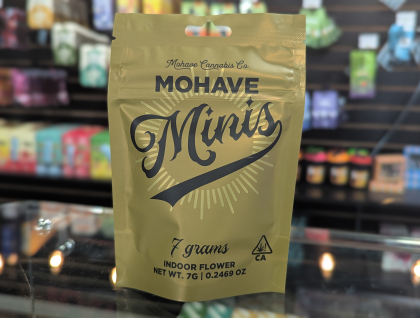 Mohave Cannabis Co.
MOHAVE
Minis
7 grams
INDOOR FLOWER
NET WT. 7G | 0.2469 OZ
CA